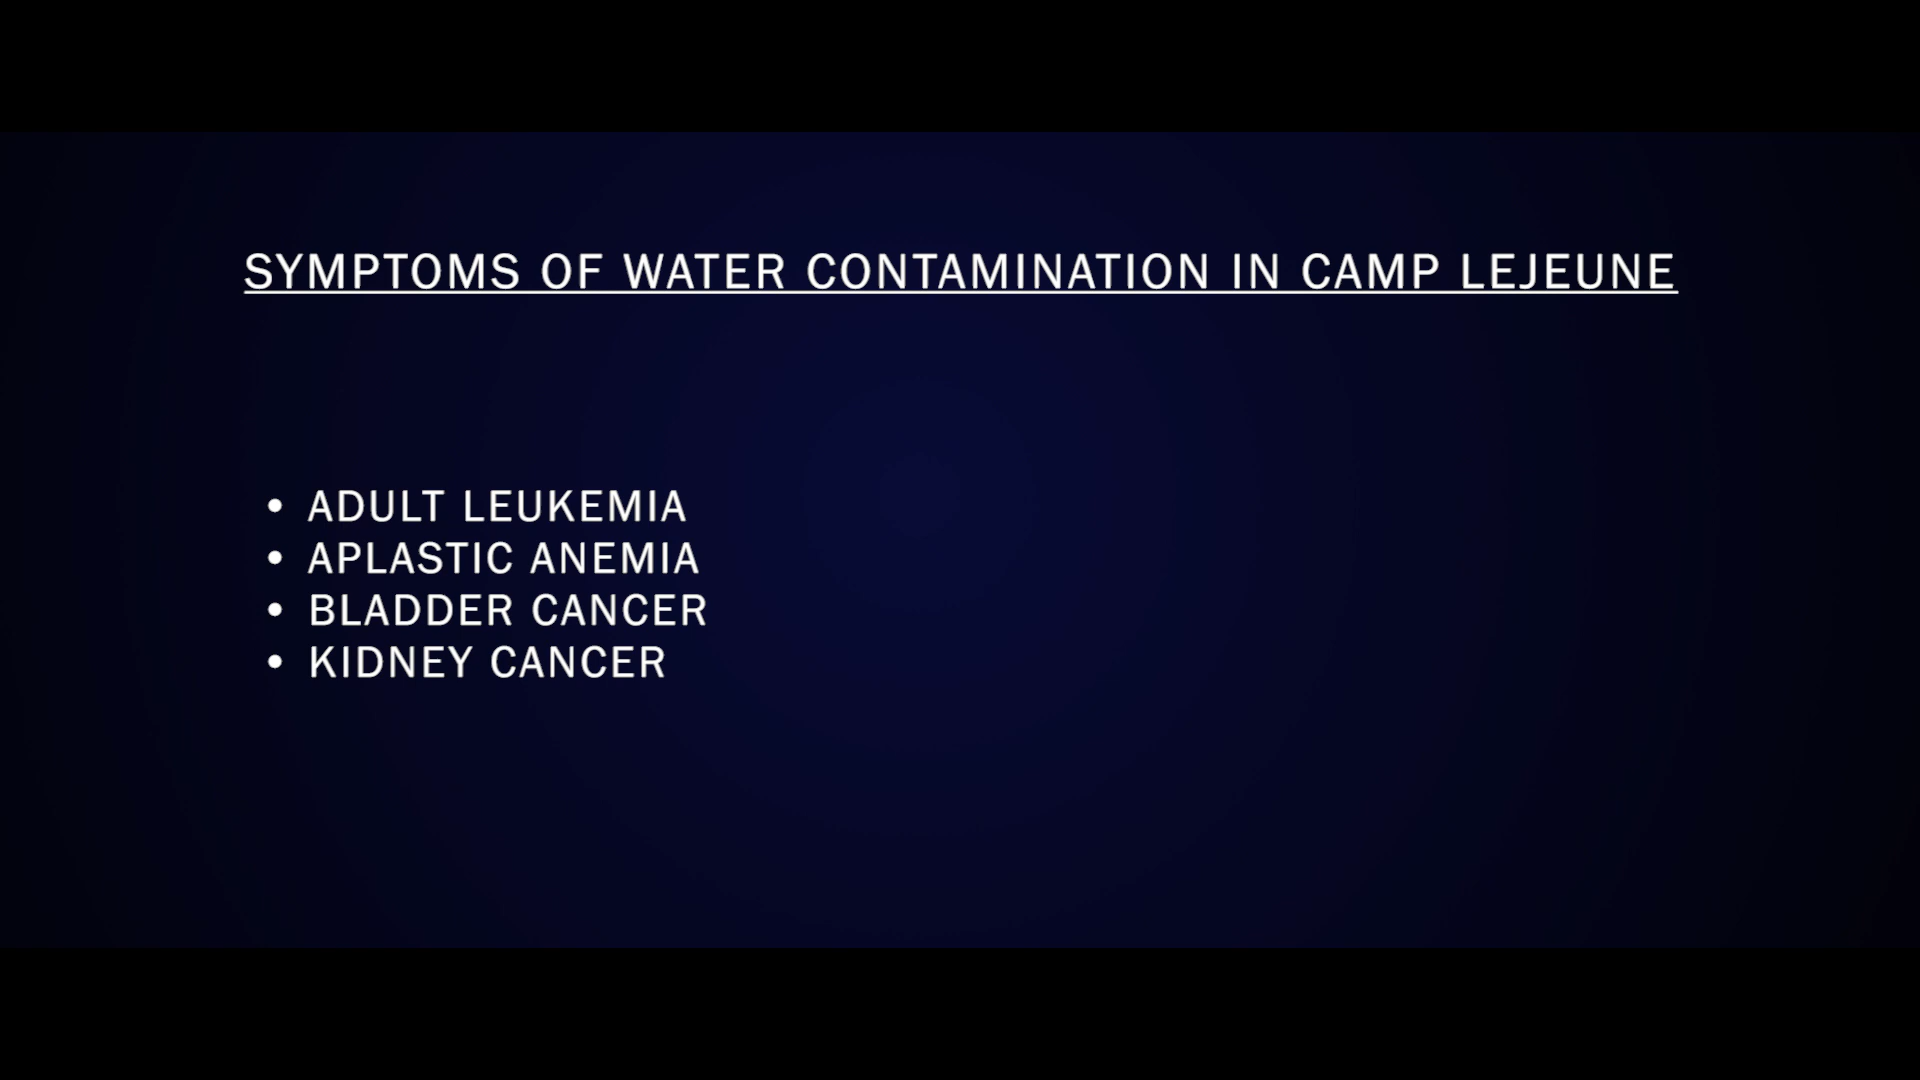 SYMPTOMS OF WATER CONTAMINATION IN CAMP LEJEUNE
• ADULT LEUKEMIA
• APLASTIC ANEMIA
• BLADDER CANCER
• KIDNEY CANCER